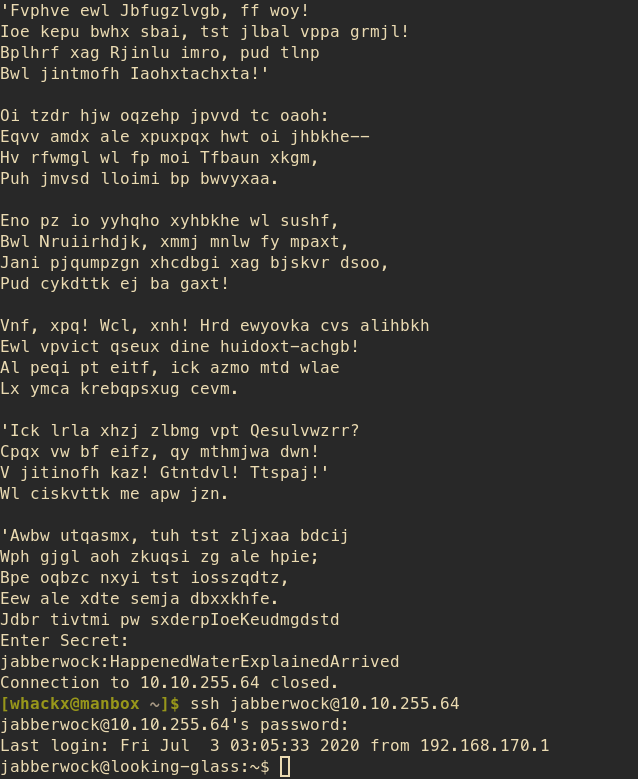 'Fvphve ewl Jbfugzlvgb, ff woy!
Ioe kepu bwhx sbai, tst jlbal vppa grmjl!
Bplhrf xag Rjinlu imro, pud tlnp
Bwl jintmofh Iaohxtachxta!'
Oi tzdr hjw oqzehp jpvvd tc oaoh:
Eqvv amdx ale xpuxpqx hwt oi jhbkhe--
Hv rfwmgl wl fp moi Tfbaun xkgm,
Puh jmvsd lloimi bp bwvyxaa.
Eno pz io yyhqho xyhbkhe wl sushf,
Bwl Nruiirhdjk, xmmj mnlw fy mpaxt,
Jani pjqumpzgn xhcdbgi xag bjskvr dsoo,
Pud cykdttk ej ba gaxt!
Vnf, xpq! Wcl, xnh! Hrd ewyovka cvs alihbkh
Ewl vpvict qseux dine huidoxt-achgb!
Al peqi pt eitf, ick azmo mtd wlae
Lx ymca krebqpsxug cevm.
'Ick lrla xhzj zlbmg vpt Qesulvwzrr?
Cpqx vw bf eifz, qy mthmjwa dwn!
V jitinofh kaz! Gtntdvl! Ttspaj!'
Wl ciskvttk me apw jzn.
'Awbw utqasmx, tuh tst zljxaa bdcij
Wph gjgl aoh zkuqsi zg ale hpie;
Bpe oqbzc nxyi tst iosszqdtz,
Eew ale xdte semja dbxxkhfe.
Jdbr tivtmi pw sxderpIoeKeudmgdstd
Enter Secret:
jabberwock:HappenedWaterExplainedArrived
Connection to 10.10.255.64 closed.
[whackx@manbox ~]$ ssh jabberwock@10.10.255.64
jabberwock@10.10.255.64's password:
Last login: Fri Jul  3 03:05:33 2020 from 192.168.170.1
jabberwock@looking-glass:~$